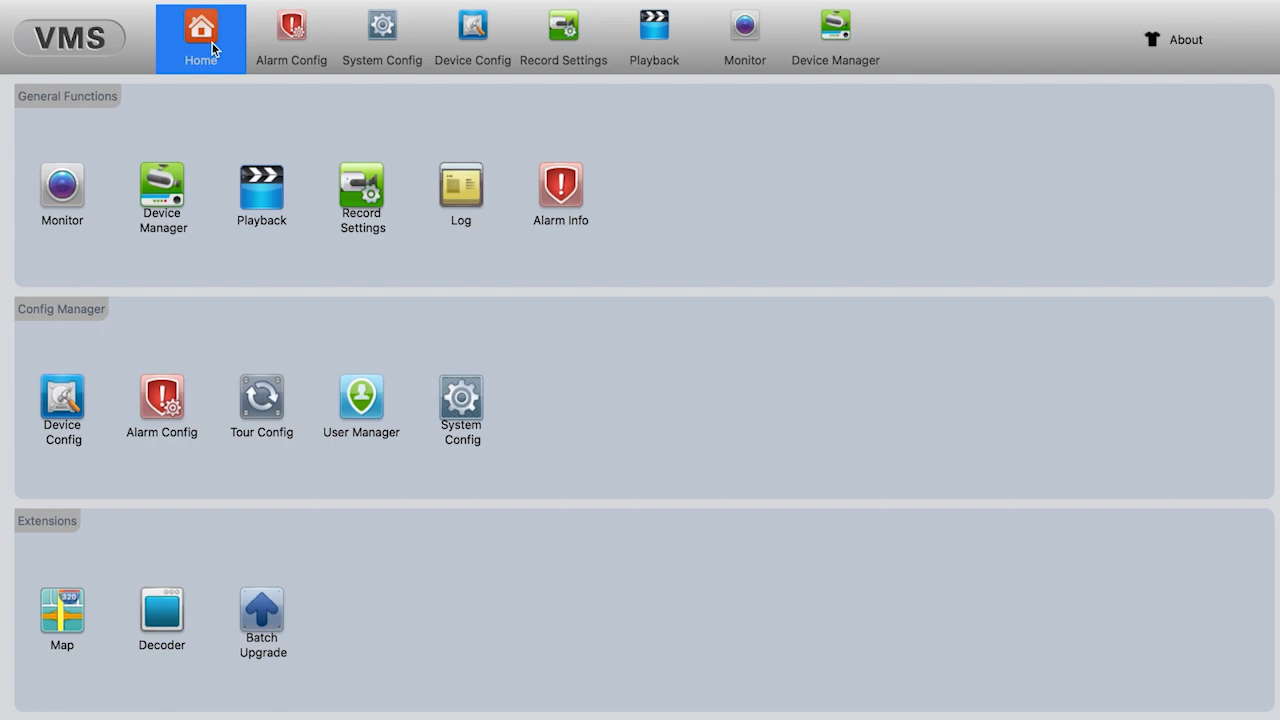 VMS
Home
Alarm Config
System Config
Device Config
Record Settings
Playback
Monitor
Device Manager
About
General Functions
Monitor
Device
Manager
Playback
Record
Settings
Log
Alarm Info
Config Manager
Device
Config
Alarm Config
Tour Config
User Manager
System
Config
Extensions
320
Map
Decoder
Batch
Upgrade